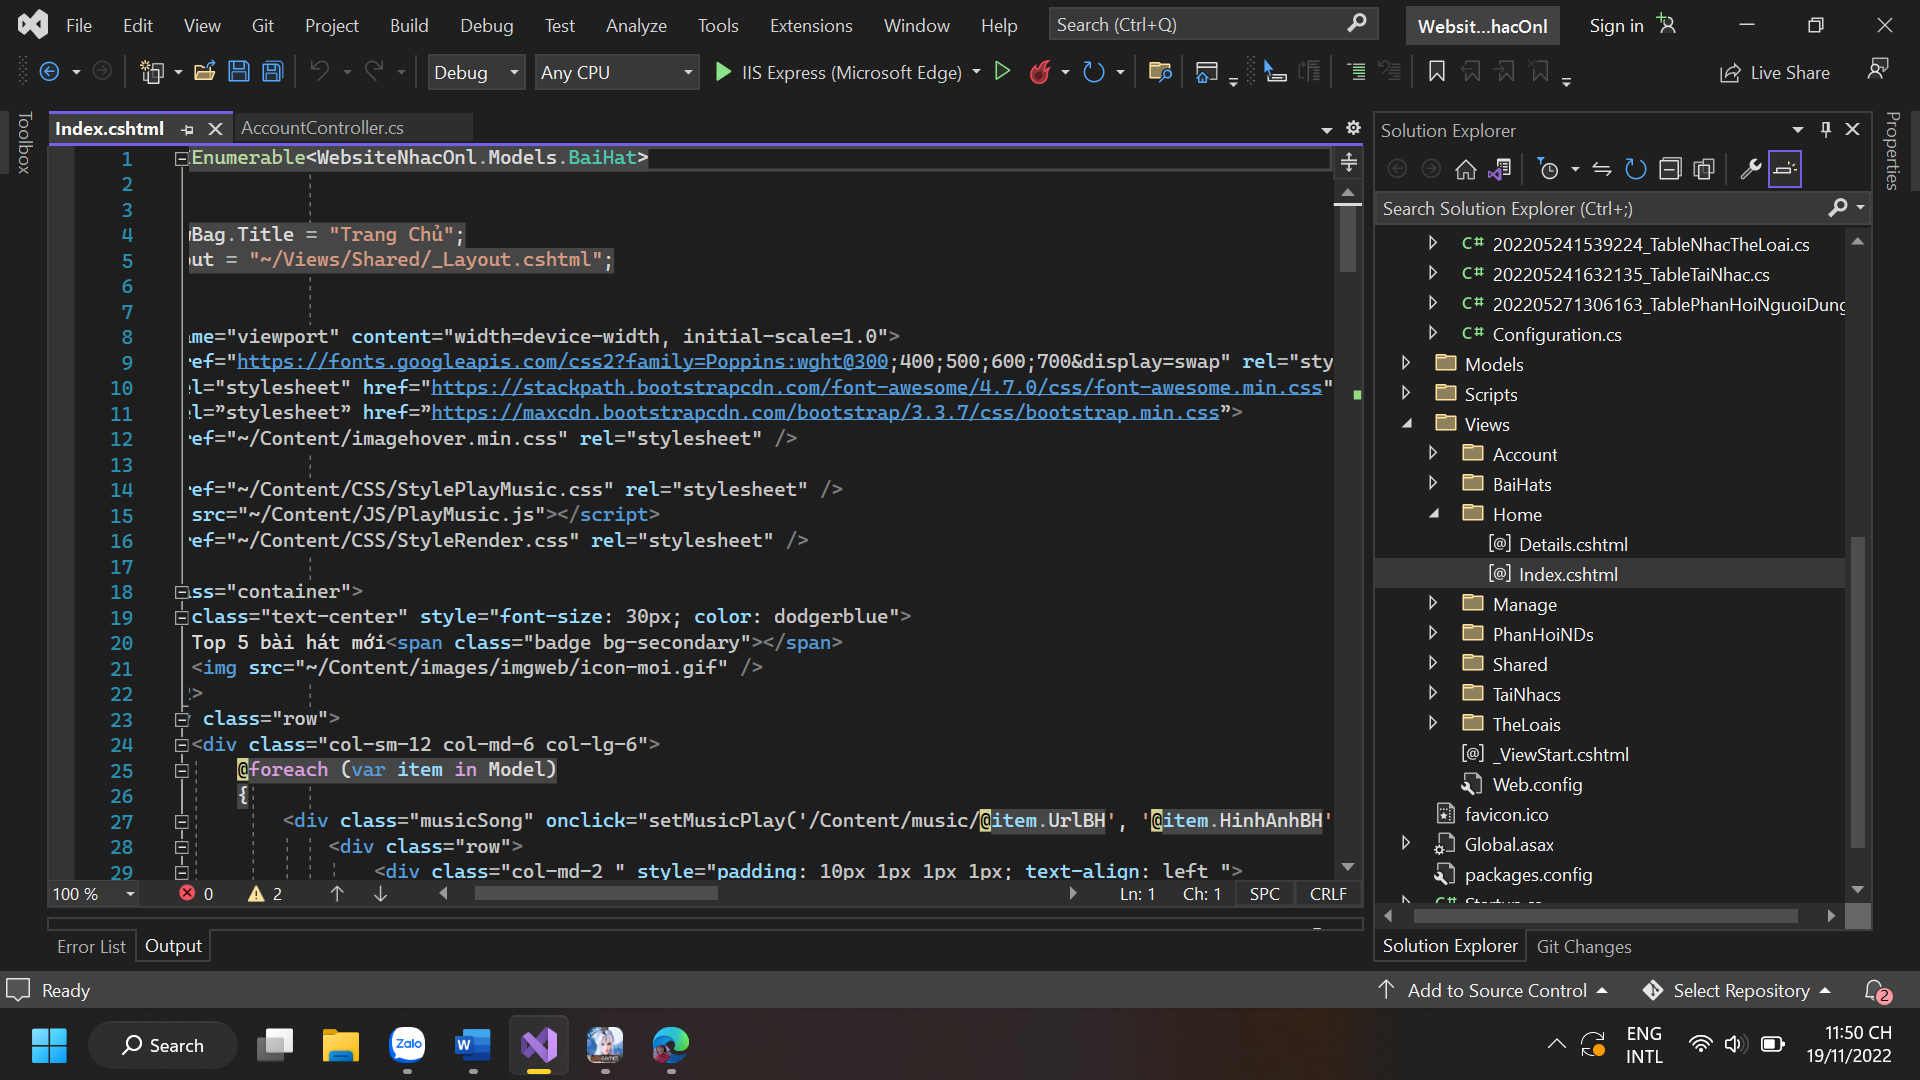 File Edit View Git Project Build Debug Test Analyze Tools Extensions Window Help Search (Ctrl+Q) Websit...hacOnl Sign in
Debug Any CPU IIS Express (Microsoft Edge) Live Share
Toolbox
Index.cshtml AccountController.cs
1 Enumerable<WebsiteNhacOnl.Models.BaiHat>
2
3
4 Bag.Title = "Trang Chủ";
5 out = "~/Views/Shared/_Layout.cshtml";
6
7
8 ame="viewport" content="width=device-width, initial-scale=1.0">
9 ref="https://fonts.googleapis.com/css2?family=Poppins:wght@300;400;500;600;700&display=swap" rel="sty
10 el="stylesheet" href="https://stackpath.bootstrapcdn.com/font-awesome/4.7.0/css/font-awesome.min.css"
11 el=”stylesheet” href=”https://maxcdn.bootstrapcdn.com/bootstrap/3.3.7/css/bootstrap.min.css”>
12 ref="~/Content/imagehover.min.css" rel="stylesheet" />
13
14 ref="~/Content/CSS/StylePlayMusic.css" rel="stylesheet" />
15 src="~/Content/JS/PlayMusic.js"></script>
16 ref="~/Content/CSS/StyleRender.css" rel="stylesheet" />
17
18 ass="container">
19 class="text-center" style="font-size: 30px; color: dodgerblue">
20 Top 5 bài hát mới<span class="badge bg-secondary"></span>
21 <img src="~/Content/images/imgweb/icon-moi.gif" />
22 >
23 class="row">
24 <div class="col-sm-12 col-md-6 col-lg-6">
25 @foreach (var item in Model)
26 {
27 <div class="musicSong" onclick="setMusicPlay('/Content/music/@item.UrlBH', '@item.HinhAnhBH'
28 <div class="row">
29 <div class="col-md-2 " style="padding: 10px 1px 1px 1px; text-align: left ">
100 % 0 2 Ln: 1 Ch: 1 SPC CRLF
Error List Output
Solution Explorer
Search Solution Explorer (Ctrl+;)
C# 202205241539224_TableNhacTheLoai.cs
C# 202205241632135_TableTaiNhac.cs
C# 202205271306163_TablePhanHoiNguoiDung
C# Configuration.cs
Models
Scripts
Views
Account
BaiHats
Home
[@] Details.cshtml
[@] Index.cshtml
Manage
PhanHoiNDs
Shared
TaiNhacs
TheLoais
[@] _ViewStart.cshtml
Web.config
favicon.ico
Global.asax
packages.config
C# Startup.cs
Solution Explorer Git Changes
Properties
Ready Add to Source Control Select Repository 2
Search Zalo W ENG
INTL
11:50 CH
19/11/2022